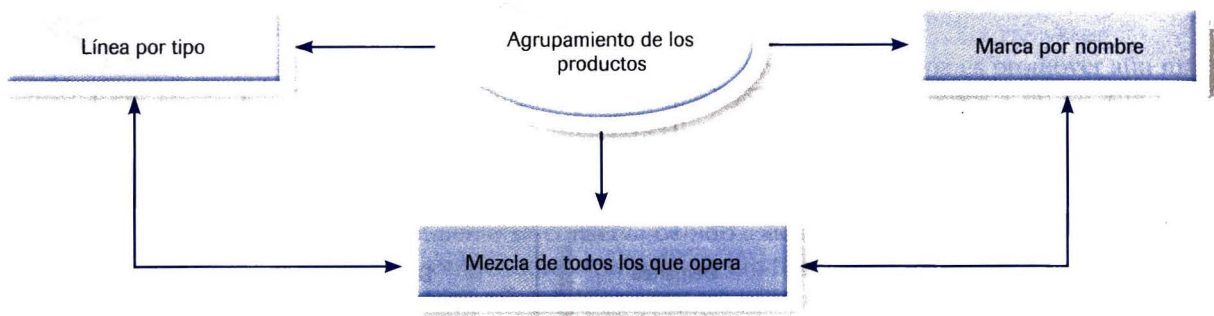 Línea por tipo
Agrupamiento de los
productos
Marca por nombre
Mezcla de todos los que opera